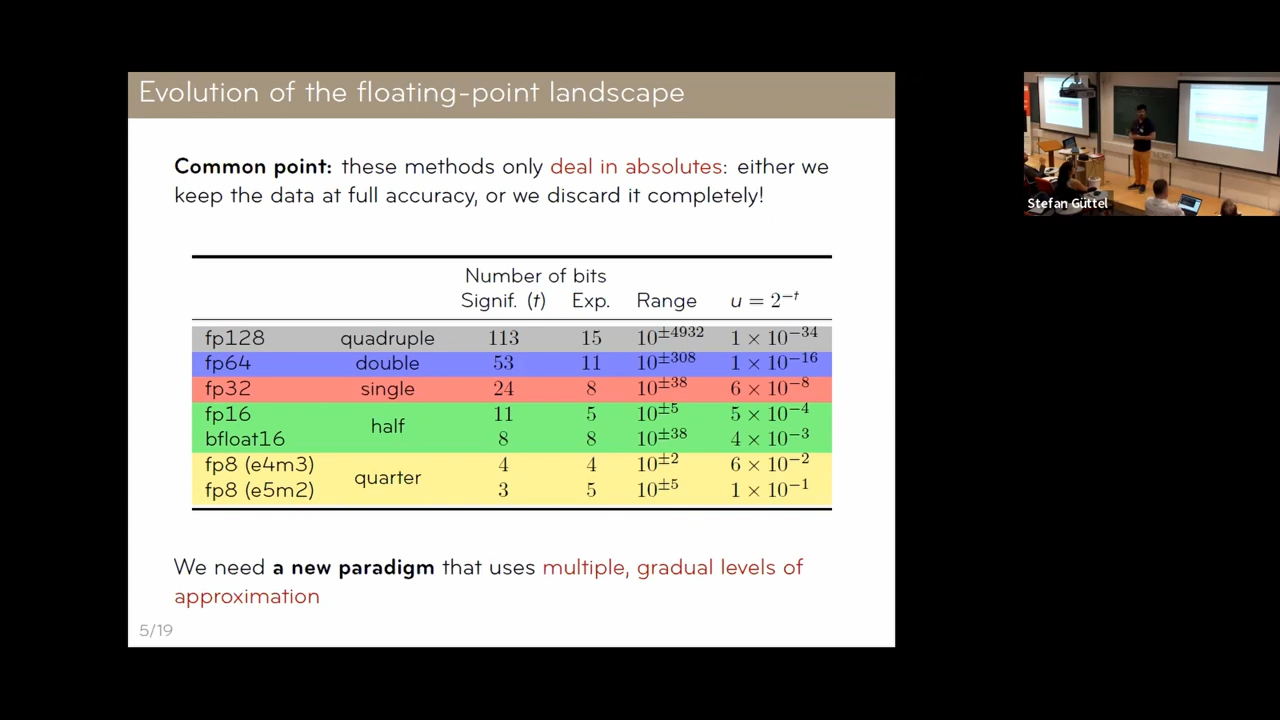 Evolution of the floating-point landscape
Common point: these methods only deal in absolutes: either we
keep the data at full accuracy, or we discard it completely!
Number of bits
Signif. (t) Exp. Range u = 2^{-t}
fp128 quadruple 113 15 10^{±4932} 1 × 10^{-34}
fp64 double 53 11 10^{±308} 1 × 10^{-16}
fp32 single 24 8 10^{±38} 6 × 10^{-8}
fp16 11 5 10^{±5} 5 × 10^{-4}
half
bfloat16 8 8 10^{±38} 4 × 10^{-3}
fp8 (e4m3) 4 4 10^{±2} 6 × 10^{-2}
quarter
fp8 (e5m2) 3 5 10^{±5} 1 × 10^{-1}
We need a new paradigm that uses multiple, gradual levels of
approximation
5/19
Stefan Güttel